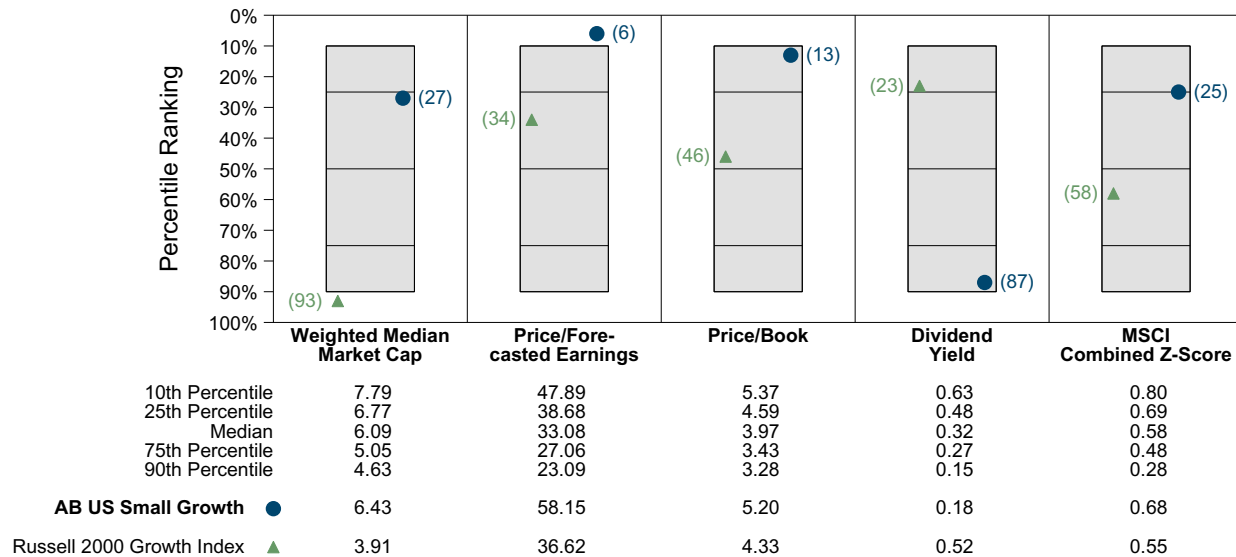 0%
10%
20%
30%
40%
50%
60%
70%
80%
90%
100%
Percentile Ranking
(27)
(93)
(6)
(34)
(13)
(46)
(23)
(87)
(25)
(58)
Weighted Median
Market Cap
Price/Fore-
casted Earnings
Price/Book
Dividend
Yield
MSCI
Combined Z-Score
10th Percentile 7.79 47.89 5.37 0.63 0.80
25th Percentile 6.77 38.68 4.59 0.48 0.69
Median 6.09 33.08 3.97 0.32 0.58
75th Percentile 5.05 27.06 3.43 0.27 0.48
90th Percentile 4.63 23.09 3.28 0.15 0.28
AB US Small Growth 6.43 58.15 5.20 0.18 0.68
Russell 2000 Growth Index 3.91 36.62 4.33 0.52 0.55